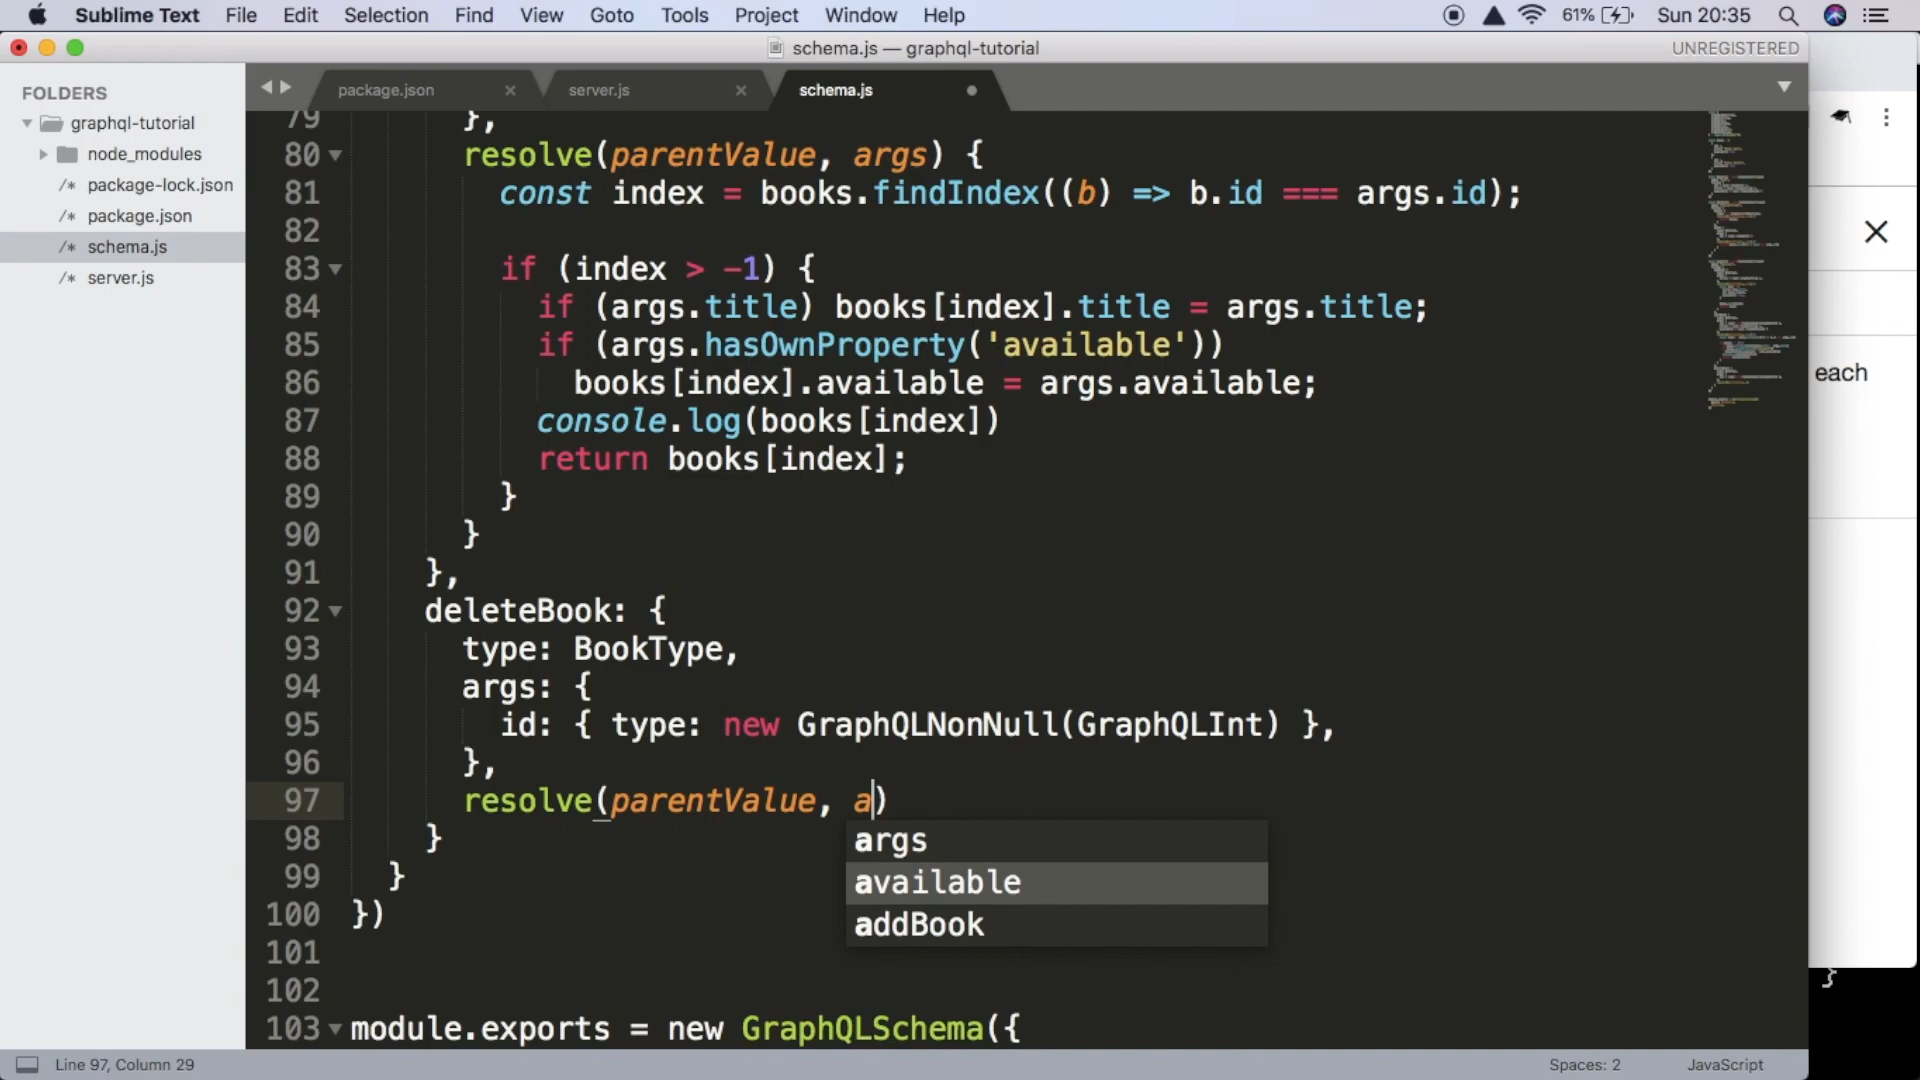 Sublime Text File Edit Selection Find View Goto Tools Project Window Help 61% Sun 20:35
schema.js — graphql-tutorial UNREGISTERED
FOLDERS
graphql-tutorial
node_modules
/* package-lock.json
/* package.json
/* schema.js
/* server.js
package.json server.js schema.js
79 },
80 resolve(parentValue, args) {
81 const index = books.findIndex((b) => b.id === args.id);
82
83 if (index > -1) {
84 if (args.title) books[index].title = args.title;
85 if (args.hasOwnProperty('available'))
86 books[index].available = args.available;
87 console.log(books[index])
88 return books[index];
89 }
90 }
91 },
92 deleteBook: {
93 type: BookType,
94 args: {
95 id: { type: new GraphQLNonNull(GraphQLInt) },
96 },
97 resolve(parentValue, a)
98 }
99 }
100 })
101
102
103 module.exports = new GraphQLSchema({
args
available
addBook
each
}
Line 97, Column 29 Spaces: 2 JavaScript